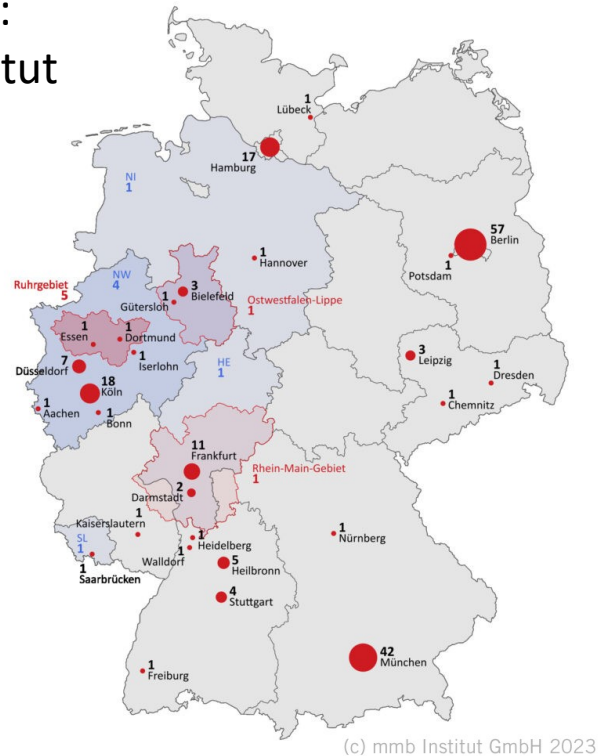 :
tut
1
Lübeck
17
Hamburg
NI
1
57
Berlin
1
Potsdam
1
Hannover
NW
4
Ruhrgebiet
5
3
Bielefeld
1
Gütersloh
Ostwestfalen-Lippe
1
1
Essen
1
Dortmund
1
Iserlohn
7
Düsseldorf
18
Köln
1
Aachen
1
Bonn
HE
1
3
Leipzig
1
Dresden
1
Chemnitz
11
Frankfurt
Rhein-Main-Gebiet
1
2
Darmstadt
1
Kaiserslautern
SL
1
1
Saarbrücken
1
Heidelberg
1
Walldorf
5
Heilbronn
4
Stuttgart
1
Nürnberg
42
München
1
Freiburg
(c) mmb Institut GmbH 2023